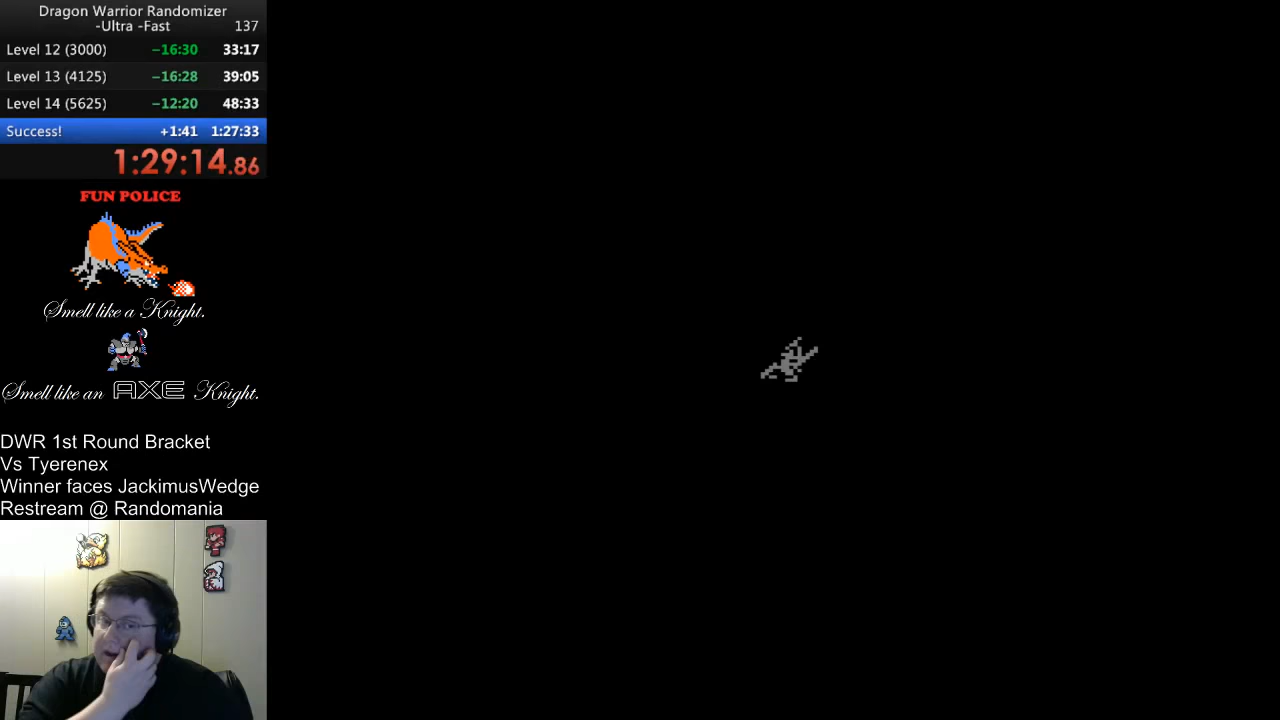 Dragon Warrior Randomizer
-Ultra -Fast 137
Level 12 (3000) −16:30 33:17
Level 13 (4125) −16:28 39:05
Level 14 (5625) −12:20 48:33
Success! +1:41 1:27:33
1:29:14.86
FUN POLICE
Smell like a Knight.
Smell like an AXE Knight.
DWR 1st Round Bracket
Vs Tyerenex
Winner faces JackimusWedge
Restream @ Randomania